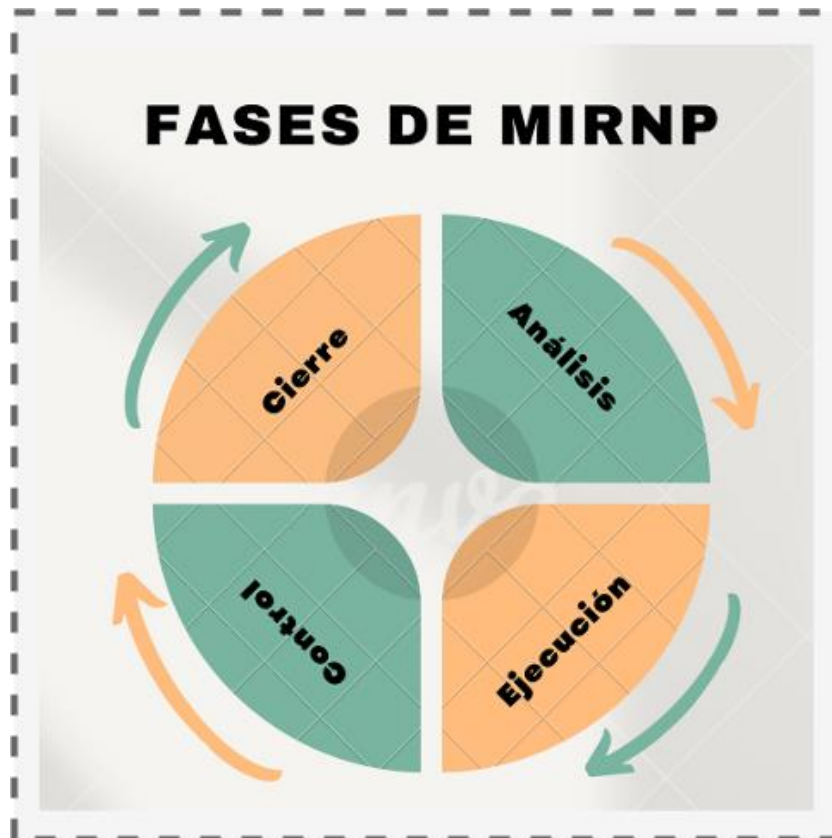 FASES DE MIRNP
Análisis
Ejecución
Control
Cierre